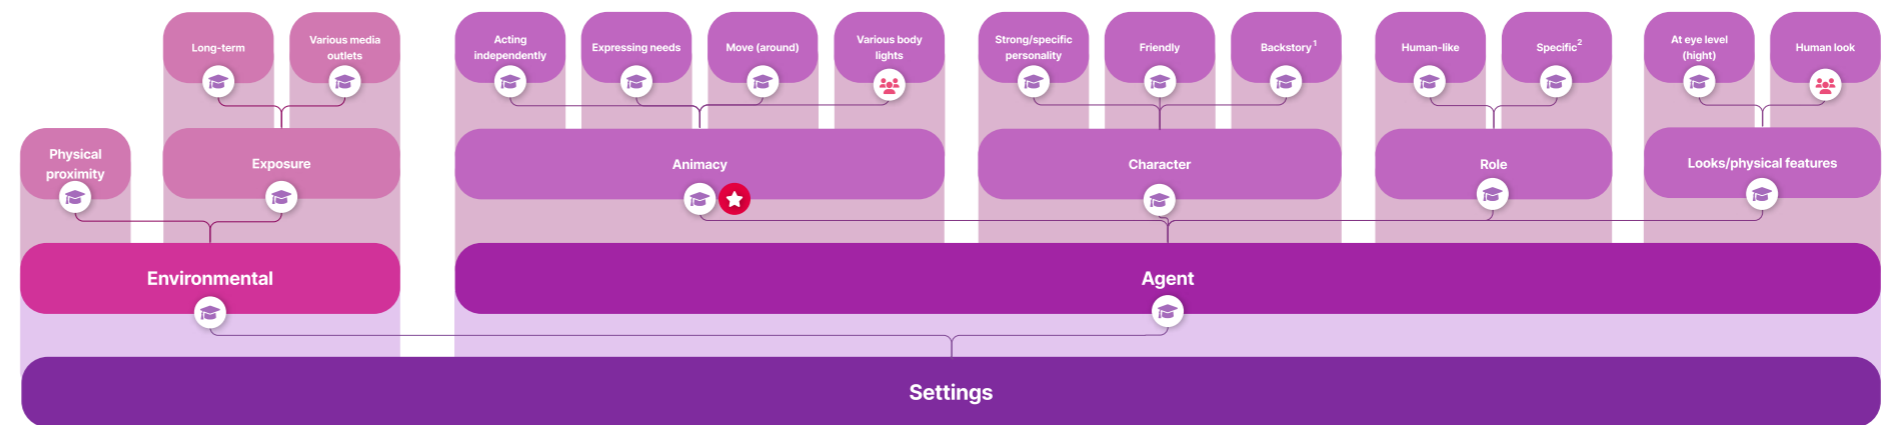 Long-term
Various media
outlets
Acting
independently
Expressing needs
Move (around)
Various body
lights
Strong/specific
personality
Friendly
Backstory¹
Human-like
Specific²
At eye level
(hight)
Human look
Physical
proximity
Exposure
Animacy
Character
Role
Looks/physical features
Environmental
Agent
Settings